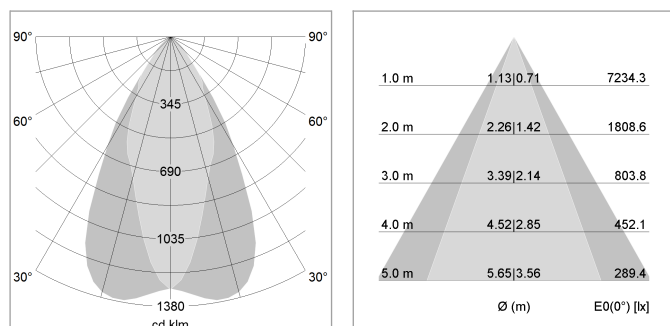 90° 90°
345
60° 60°
690
1035
30° 30°
1380
cd klm
1.0 m 1.13|0.71 7234.3
2.0 m 2.26|1.42 1808.6
3.0 m 3.39|2.14 803.8
4.0 m 4.52|2.85 452.1
5.0 m 5.65|3.56 289.4
Ø (m) E0(0°) [lx]